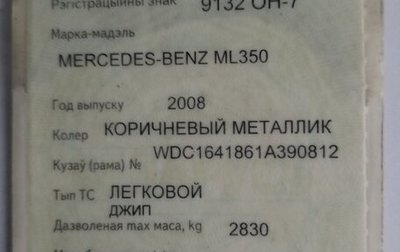 Рэгістрацыйны знак 9132 ОН-7
Марка-мадэль
MERCEDES-BENZ ML350
Год выпуску 2008
Колер КОРИЧНЕВЫЙ МЕТАЛЛИК
Кузаў (рама) № WDC1641861A390812
Тып ТС ЛЕГКОВОЙ
ДЖИП
Дазволеная max маса, kg 2830